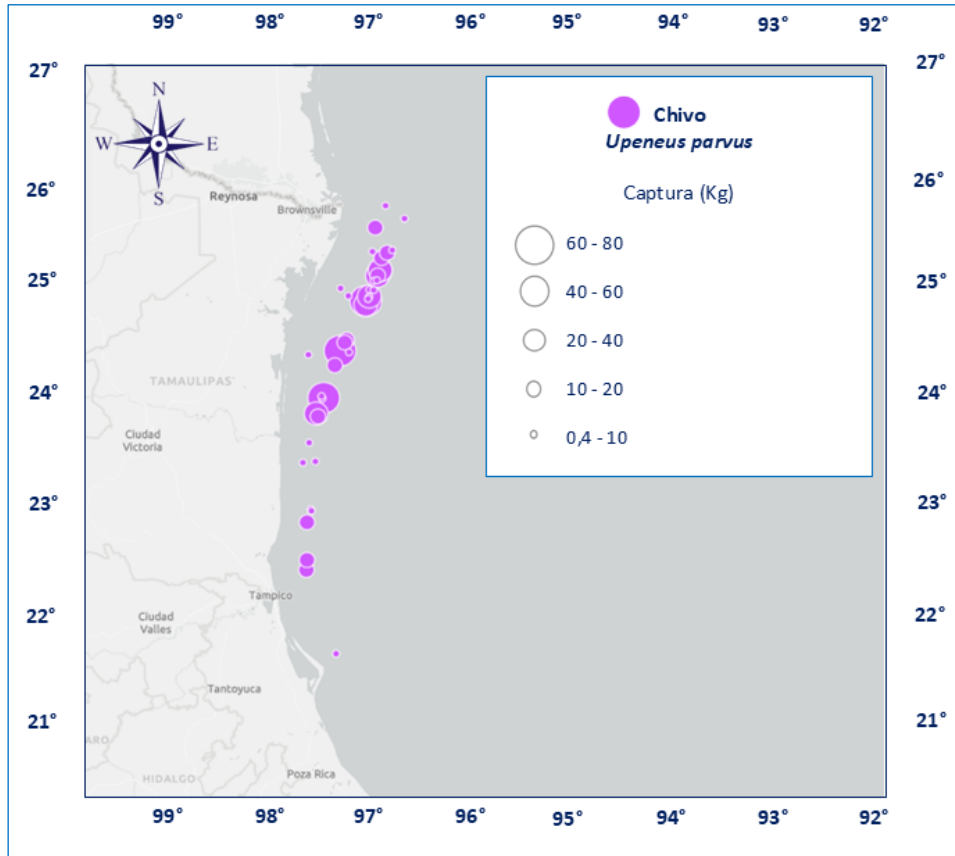 99° 98° 97° 96° 95° 94° 93° 92°
27° 27°
N
W E
S
Chivo
Upeneus parvus
Captura (Kg)
26° 26°
Reynosa
Brownsville
60 - 80
25° 25°
40 - 60
20 - 40
24° 24°
TAMAULIPAS
10 - 20
Ciudad
Victoria
0,4 - 10
23° 23°
Tampico
22° 22°
Ciudad
Valles
Tantoyuca
21° 21°
ARO
HIDALGO
Poza Rica
99° 98° 97° 96° 95° 94° 93° 92°